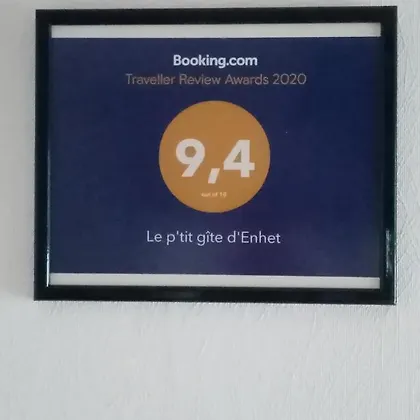 Booking.com
Traveller Review Awards 2020
9,4
out of 10
Le p'tit gîte d'Enhet